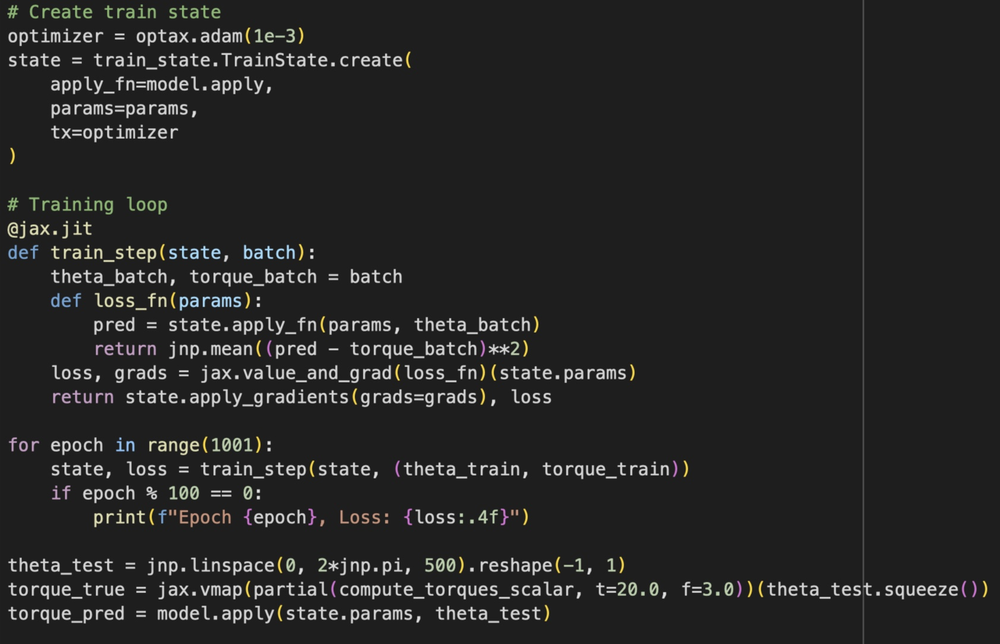 # Create train state
optimizer = optax.adam(1e-3)
state = train_state.TrainState.create(
    apply_fn=model.apply,
    params=params,
    tx=optimizer
)

# Training loop
@jax.jit
def train_step(state, batch):
    theta_batch, torque_batch = batch
    def loss_fn(params):
        pred = state.apply_fn(params, theta_batch)
        return jnp.mean((pred - torque_batch)**2)
    loss, grads = jax.value_and_grad(loss_fn)(state.params)
    return state.apply_gradients(grads=grads), loss

for epoch in range(1001):
    state, loss = train_step(state, (theta_train, torque_train))
    if epoch % 100 == 0:
        print(f"Epoch {epoch}, Loss: {loss:.4f}")

theta_test = jnp.linspace(0, 2*jnp.pi, 500).reshape(-1, 1)
torque_true = jax.vmap(partial(compute_torques_scalar, t=20.0, f=3.0))(theta_test.squeeze())
torque_pred = model.apply(state.params, theta_test)